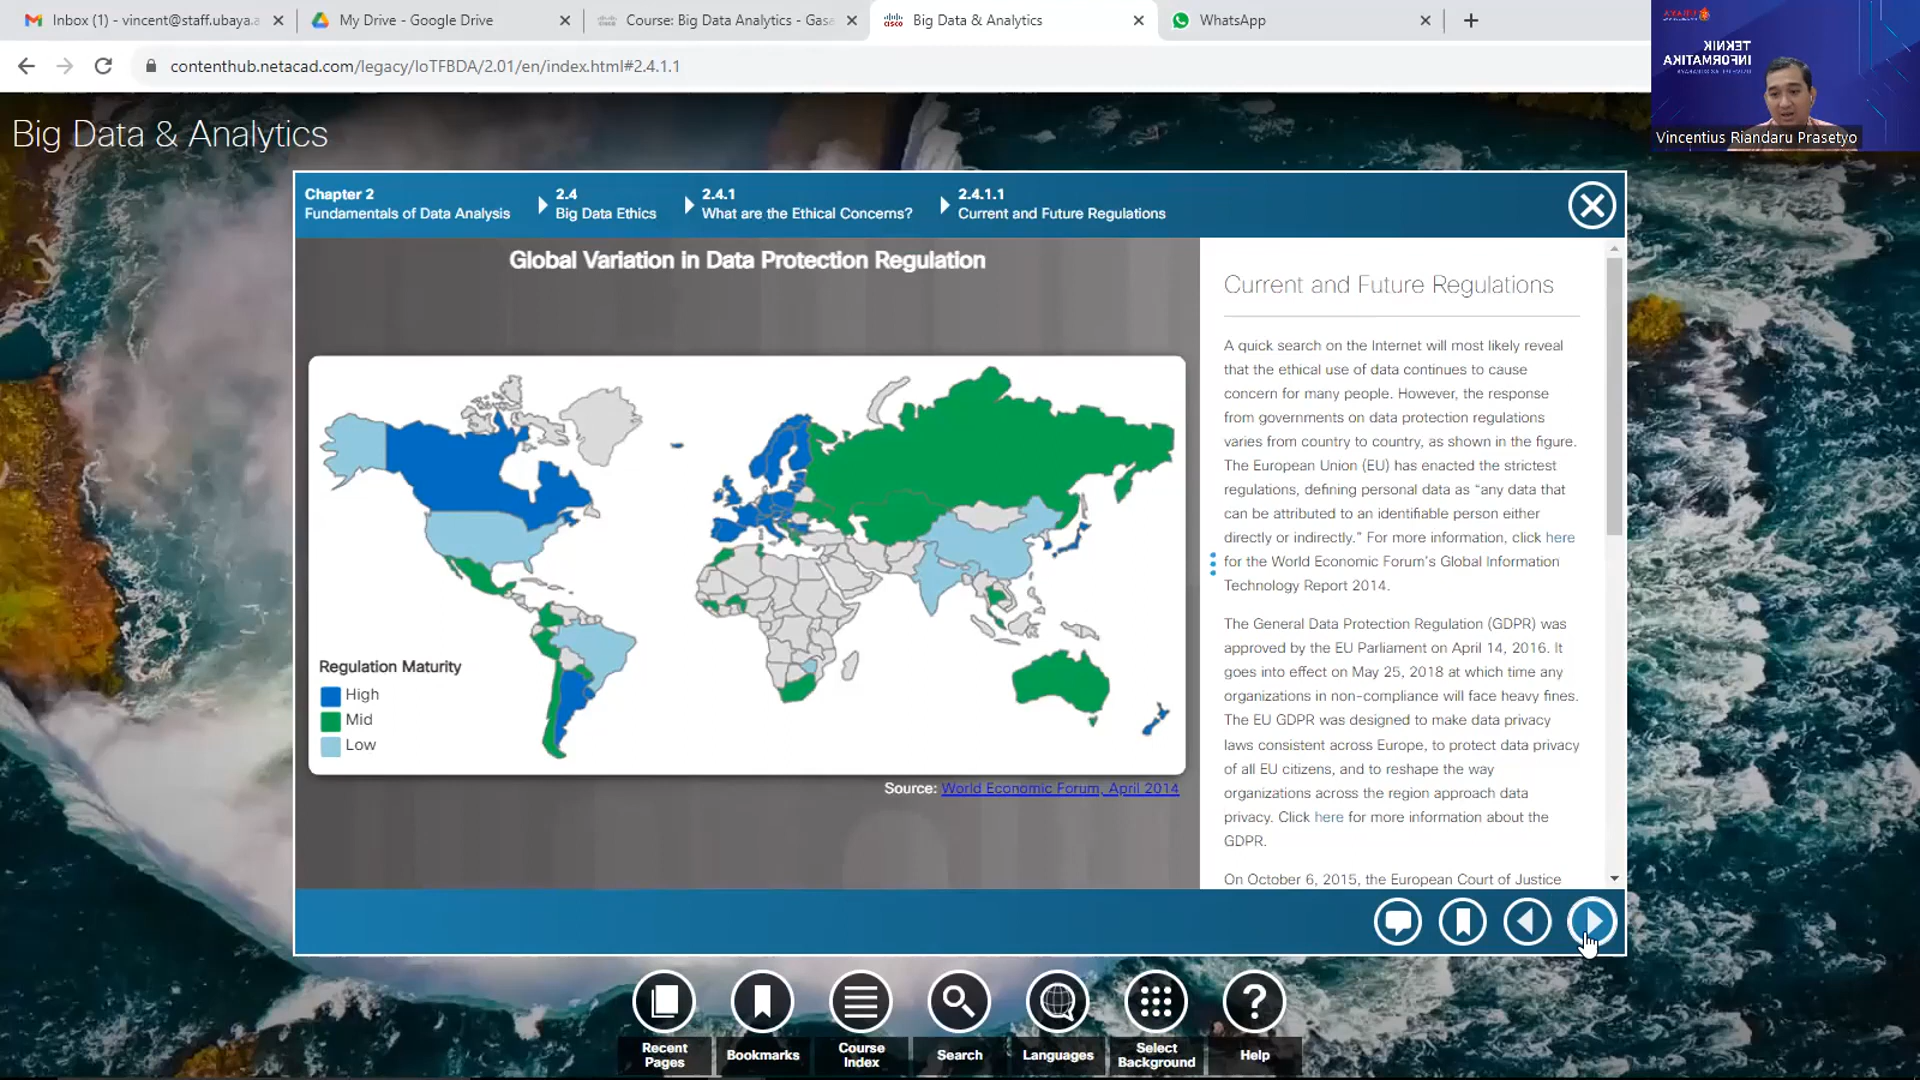 Inbox (1) - vincent@staff.ubaya.a
My Drive - Google Drive
Course: Big Data Analytics - Gasa
Big Data & Analytics
WhatsApp
contenthub.netacad.com/legacy/IoTFBDA/2.01/en/index.html#2.4.1.1
TEKNIK
INFORMATIKA
Vincentius Riandaru Prasetyo
Big Data & Analytics
Chapter 2
Fundamentals of Data Analysis
2.4
Big Data Ethics
2.4.1
What are the Ethical Concerns?
2.4.1.1
Current and Future Regulations
Global Variation in Data Protection Regulation
Regulation Maturity
High
Mid
Low
Source: World Economic Forum, April 2014
Current and Future Regulations
A quick search on the Internet will most likely reveal
that the ethical use of data continues to cause
concern for many people. However, the response
from governments on data protection regulations
varies from country to country, as shown in the figure.
The European Union (EU) has enacted the strictest
regulations, defining personal data as “any data that
can be attributed to an identifiable person either
directly or indirectly.” For more information, click here
for the World Economic Forum’s Global Information
Technology Report 2014.
The General Data Protection Regulation (GDPR) was
approved by the EU Parliament on April 14, 2016. It
goes into effect on May 25, 2018 at which time any
organizations in non-compliance will face heavy fines.
The EU GDPR was designed to make data privacy
laws consistent across Europe, to protect data privacy
of all EU citizens, and to reshape the way
organizations across the region approach data
privacy. Click here for more information about the
GDPR.
On October 6, 2015, the European Court of Justice
Recent
Pages
Bookmarks
Course
Index
Search
Languages
Select
Background
Help